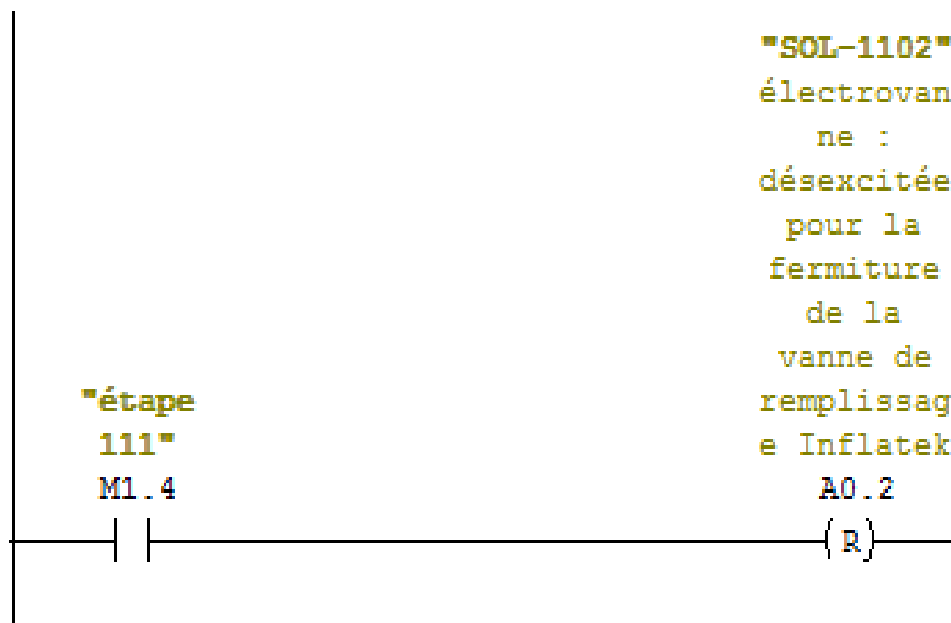 "SOL-1102"
électrovan
ne :
désexcitée
pour la
fermiture
de la
vanne de
remplissag
e Inflatek
A0.2
( R )
"étape
111"
M1.4